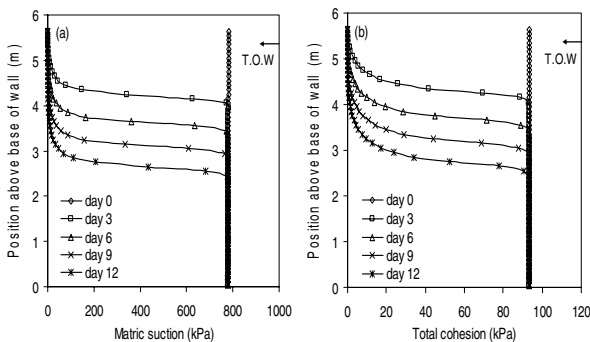 (a)
T.O.W
Position above base of wall (m)
6
5
4
3
2
1
0
day 0
day 3
day 6
day 9
day 12
0 200 400 600 800 1000
Matric suction (kPa)
(b)
T.O.W
Position above base of wall (m)
6
5
4
3
2
1
0
day 0
day 3
day 6
day 9
day 12
0 20 40 60 80 100 120
Total cohesion (kPa)